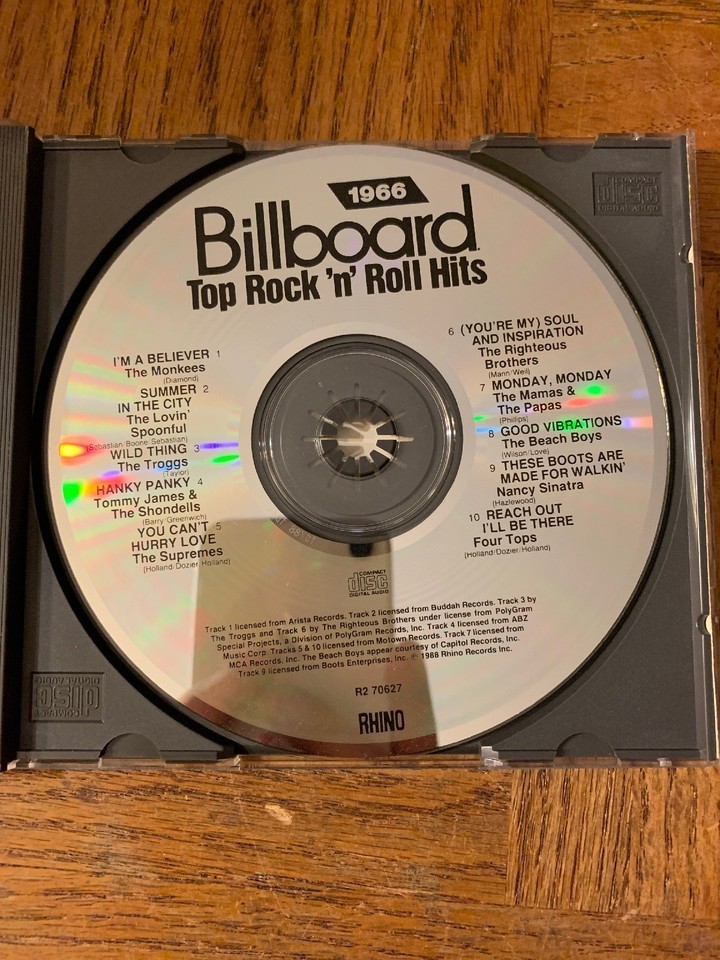 1966
Billboard
Top Rock 'n' Roll Hits
I'M A BELIEVER 1
The Monkees
(Diamond)
SUMMER 2
IN THE CITY
The Lovin'
Spoonful
(Sebastian/Boone/Sebastian)
WILD THING 3
The Troggs
(Taylor)
HANKY PANKY 4
Tommy James &
The Shondells
(Barry/Greenwich)
YOU CAN'T 5
HURRY LOVE
The Supremes
(Holland/Dozier/Holland)
6 (YOU'RE MY) SOUL
AND INSPIRATION
The Righteous
Brothers
(Mann/Weil)
7 MONDAY, MONDAY
The Mamas &
The Papas
(Phillips)
8 GOOD VIBRATIONS
The Beach Boys
(Wilson/Love)
9 THESE BOOTS ARE
MADE FOR WALKIN'
Nancy Sinatra
(Hazlewood)
10 REACH OUT
I'LL BE THERE
Four Tops
(Holland/Dozier/Holland)
COMPACT
disc
DIGITAL AUDIO
Track 1 licensed from Arista Records. Track 2 licensed from Buddah Records. Track 3 by
The Troggs and Track 6 by The Righteous Brothers under license from PolyGram
Special Projects, a Division of PolyGram Records, Inc. Track 4 licensed from ABZ
Music Corp. Tracks 5 & 10 licensed from Motown Records. Track 7 licensed from
MCA Records, Inc. The Beach Boys appear courtesy of Capitol Records, Inc.
Track 9 licensed from Boots Enterprises, Inc. ℗ 1988 Rhino Records Inc.
R2 70627
RHINO
COMPACT
disc
DIGITAL AUDIO
COMPACT
disc
DIGITAL AUDIO